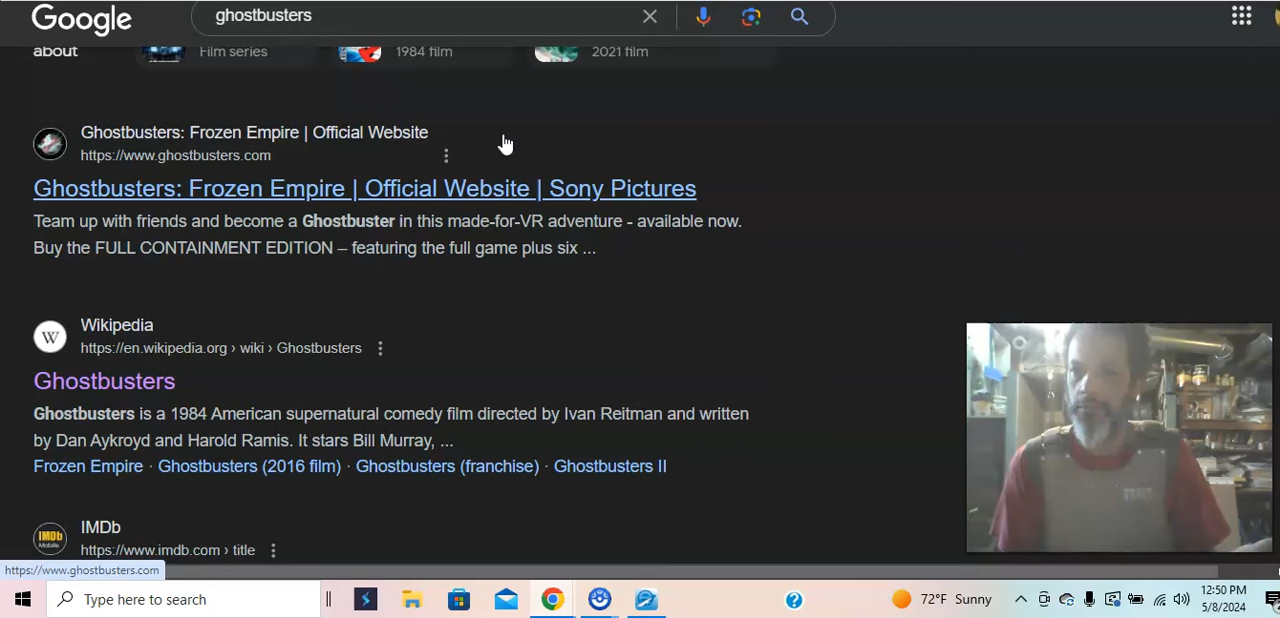 Google
ghostbusters
about
Film series
1984 film
2021 film
Ghostbusters: Frozen Empire | Official Website
https://www.ghostbusters.com
Ghostbusters: Frozen Empire | Official Website | Sony Pictures
Team up with friends and become a Ghostbuster in this made-for-VR adventure - available now.
Buy the FULL CONTAINMENT EDITION – featuring the full game plus six ...
W
Wikipedia
https://en.wikipedia.org › wiki › Ghostbusters
Ghostbusters
Ghostbusters is a 1984 American supernatural comedy film directed by Ivan Reitman and written
by Dan Aykroyd and Harold Ramis. It stars Bill Murray, ...
Frozen Empire · Ghostbusters (2016 film) · Ghostbusters (franchise) · Ghostbusters II
IMDb
Mobile
IMDb
https://www.imdb.com › title
https://www.ghostbusters.com
Type here to search
72°F Sunny
12:50 PM
5/8/2024